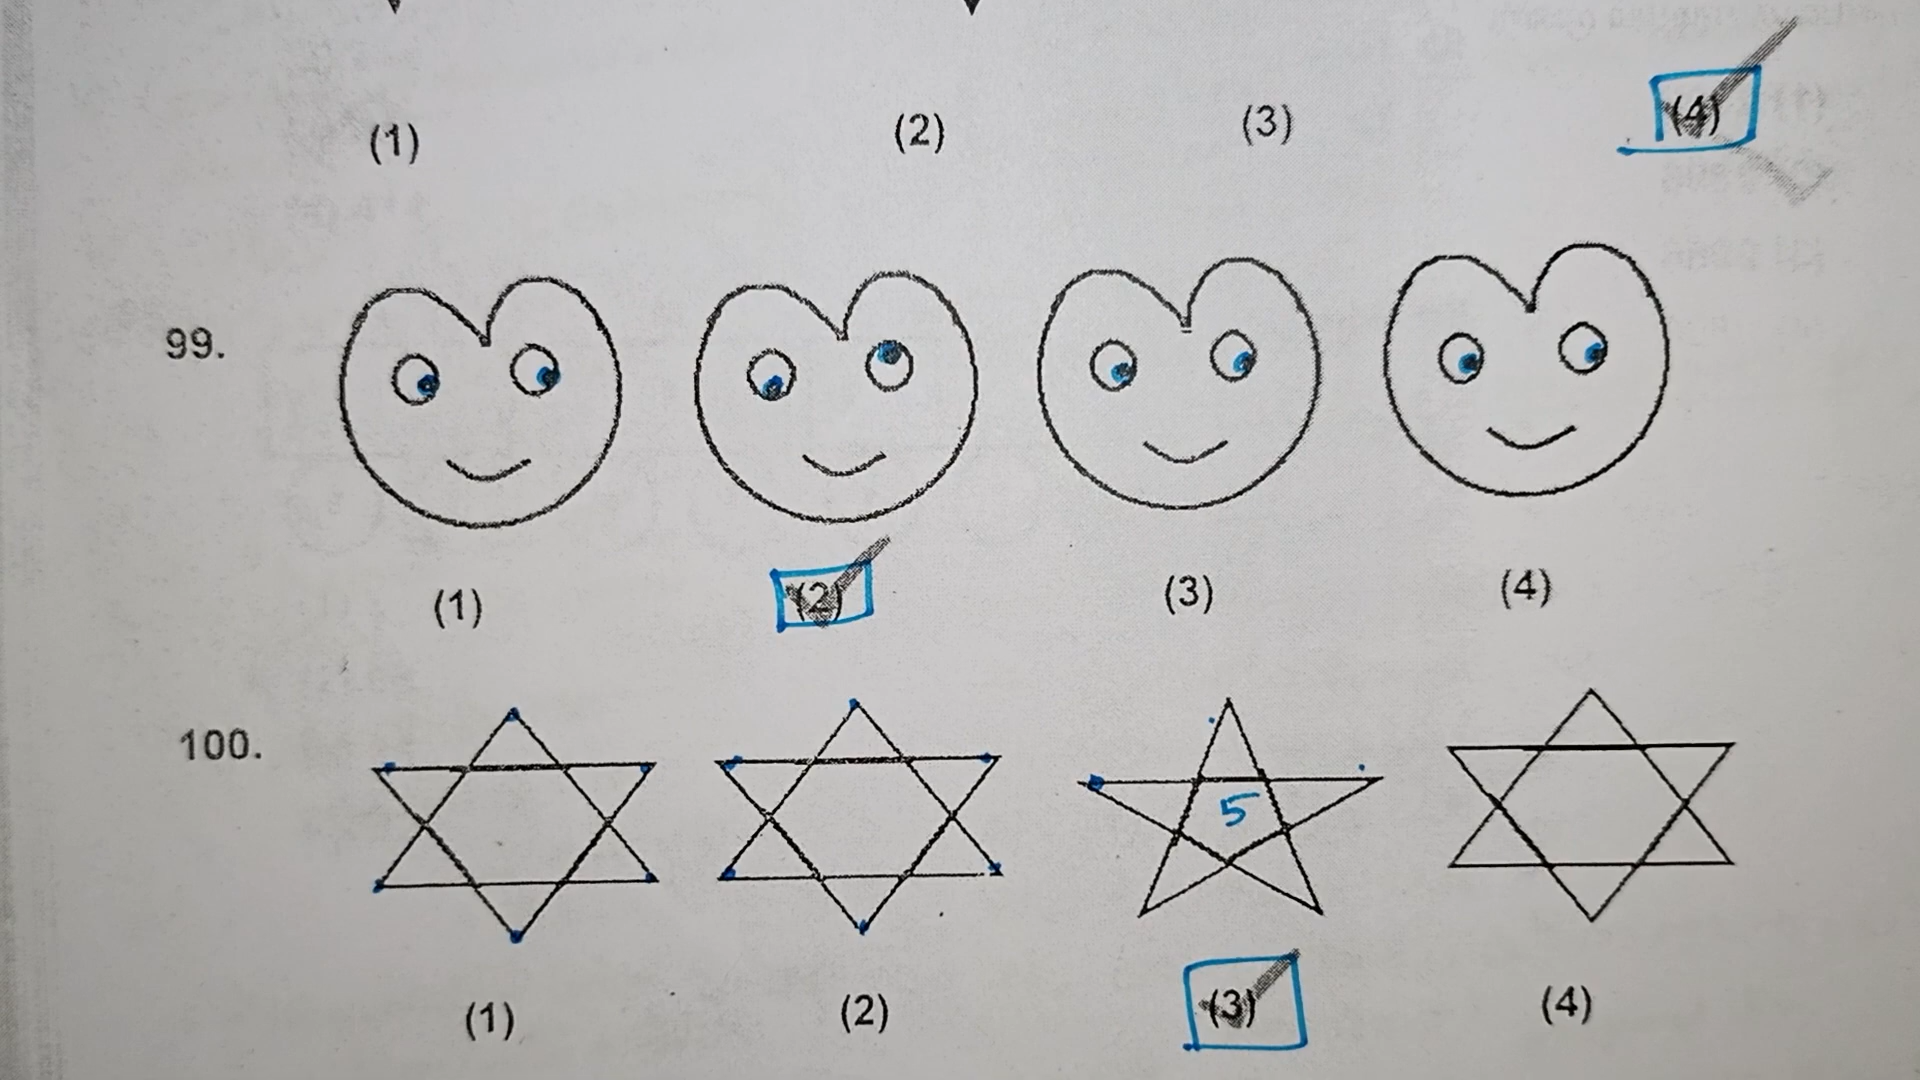 (1) (2) (3) (4)
99.
(1) (2) (3) (4)
100.
5
(1) (2) (3) (4)